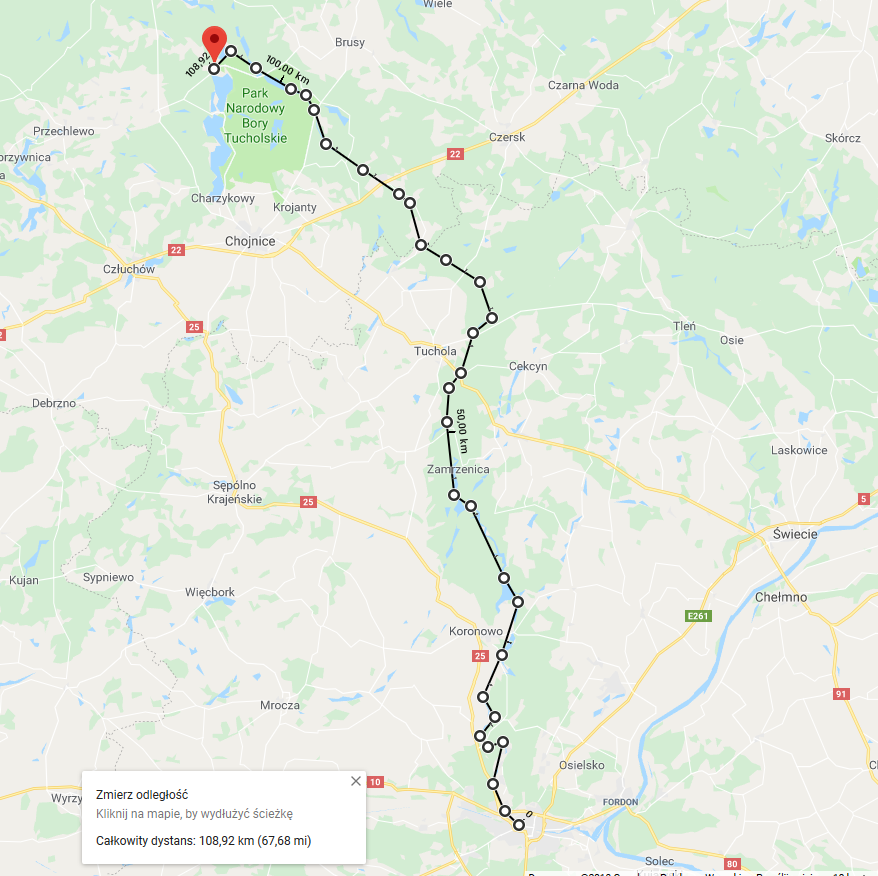 Wiele
Brusy
108,92
100,00 km
Czarna Woda
Park
Narodowy
Bory
Tucholskie
Przechlewo
Czersk
Skórcz
22
Charzykowy
Krojanty
Chojnice
22
Człuchów
25
Tleń
Osie
Tuchola
Cekcyn
Debrzno
50,00 km
Laskowice
Zamrzenica
Sępólno
Krajeńskie
25
5
Świecie
Kujan
Sypniewo
Więcbork
Chełmno
E261
Koronowo
25
91
Mrocza
Osielsko
10
Zmierz odległość
Kliknij na mapie, by wydłużyć ścieżkę
Całkowity dystans: 108,92 km (67,68 mi)
FORDON
0
Solec
80